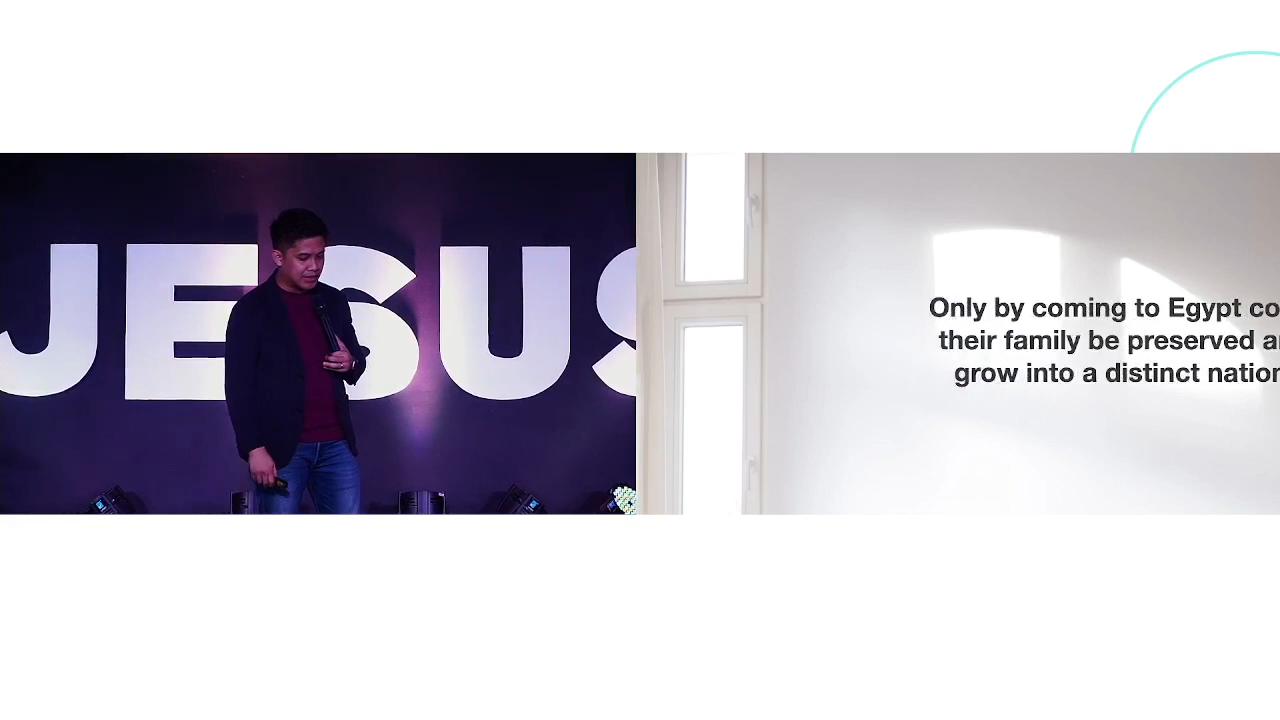 JESUS
Only by coming to Egypt co
their family be preserved a
grow into a distinct nation